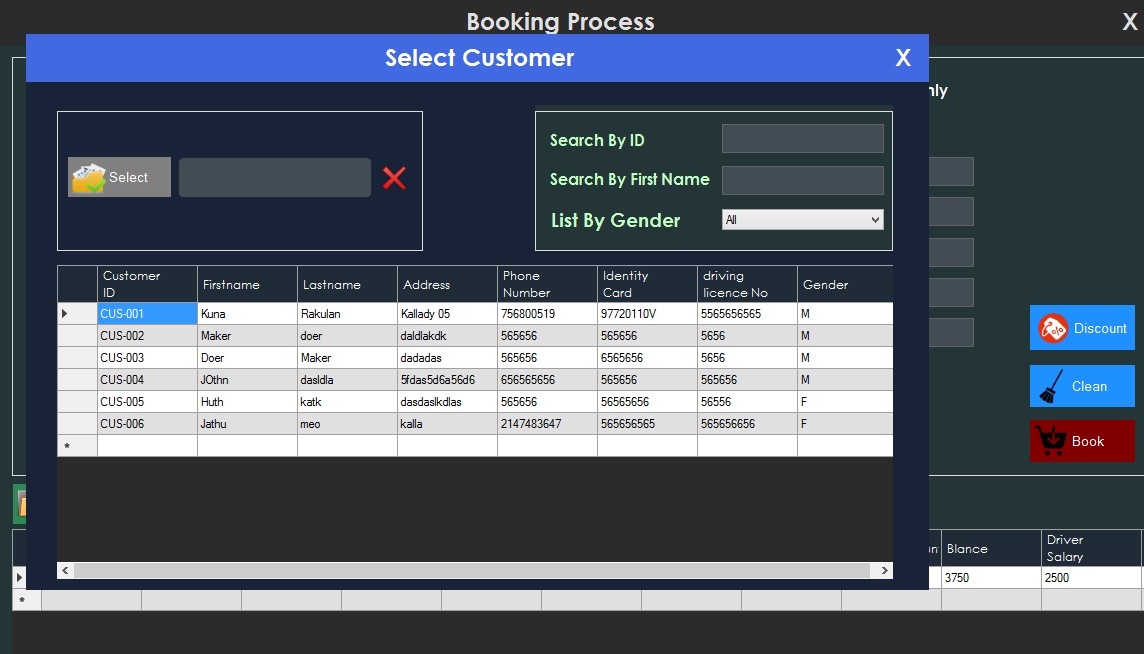 Booking Process
X
Select Customer
X
nly
Select
Search By ID
Search By First Name
List By Gender
All
Customer ID Firstname Lastname Address Phone Number Identity Card driving licence No Gender
CUS-001 Kuna Rakulan Kallady 05 756800519 97720110V 5565656565 M
CUS-002 Maker doer daldlakdk 565656 565656 5656 M
CUS-003 Doer Maker dadadas 565656 6565656 5656 M
CUS-004 JOthn dasldla 5fdas5d6a56d6 656565656 565656 565656 M
CUS-005 Huth katk dasdaslkdlas 565656 56565656 56556 F
CUS-006 Jathu meo kalla 2147483647 565656565 565656656 F
*
Discount
Clean
Book
Blance Driver Salary
3750 2500
*